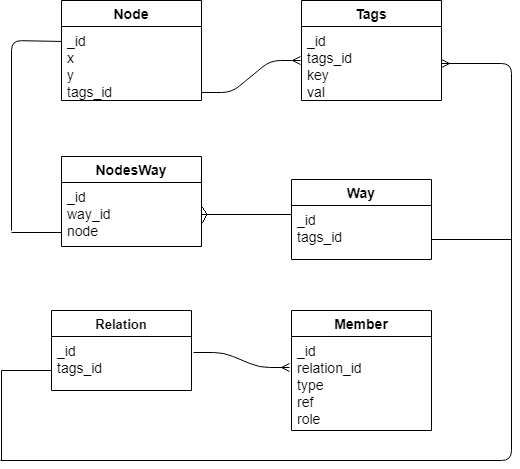 Node
_id
x
y
tags_id
Tags
_id
tags_id
key
val
NodesWay
_id
way_id
node
Way
_id
tags_id
Relation
_id
tags_id
Member
_id
relation_id
type
ref
role